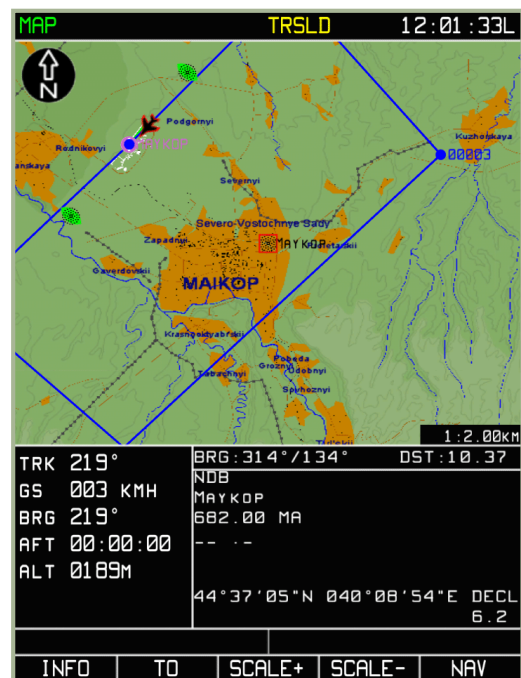 MAP TRSLD 12:01:33L
N
Podgornyi
MAYKOP
Rodnikovyi
Kuzhorskaya
anskaya
00003
Severnyi
Severo-Vostochnye Sady
Zapadnyi
MAYKOP
Gaverdovskii
MAIKOP
Krasnooktyabrskii
Pobeda
Groznyi
Udobnyi
Tabachnyi
1:2.00KM
TRK 219° BRG:314°/134° DST:10.37
NDB
GS 003 KMH MAYKOP
BRG 219° 682.00 MA
AFT 00:00:00 -- ·-
ALT 0189M
44°37'05"N 040°08'54"E DECL
6.2
INFO TO SCALE+ SCALE- NAV